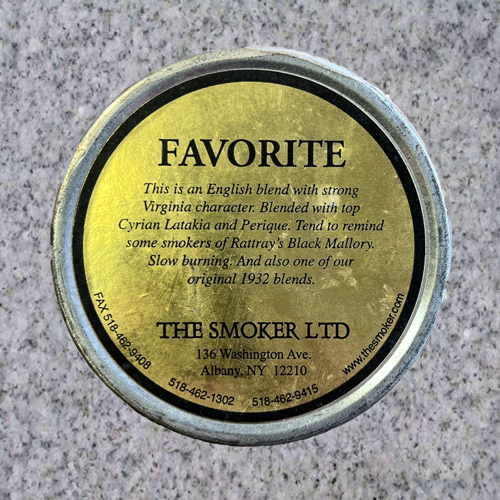 FAVORITE
This is an English blend with strong
Virginia character. Blended with top
Cyrian Latakia and Perique. Tend to remind
some smokers of Rattray's Black Mallory.
Slow burning. And also one of our
original 1932 blends.
THE SMOKER LTD
136 Washington Ave.
Albany, NY 12210
FAX 518-462-9408
518-462-1302
518-462-9415
www.thesmoker.com